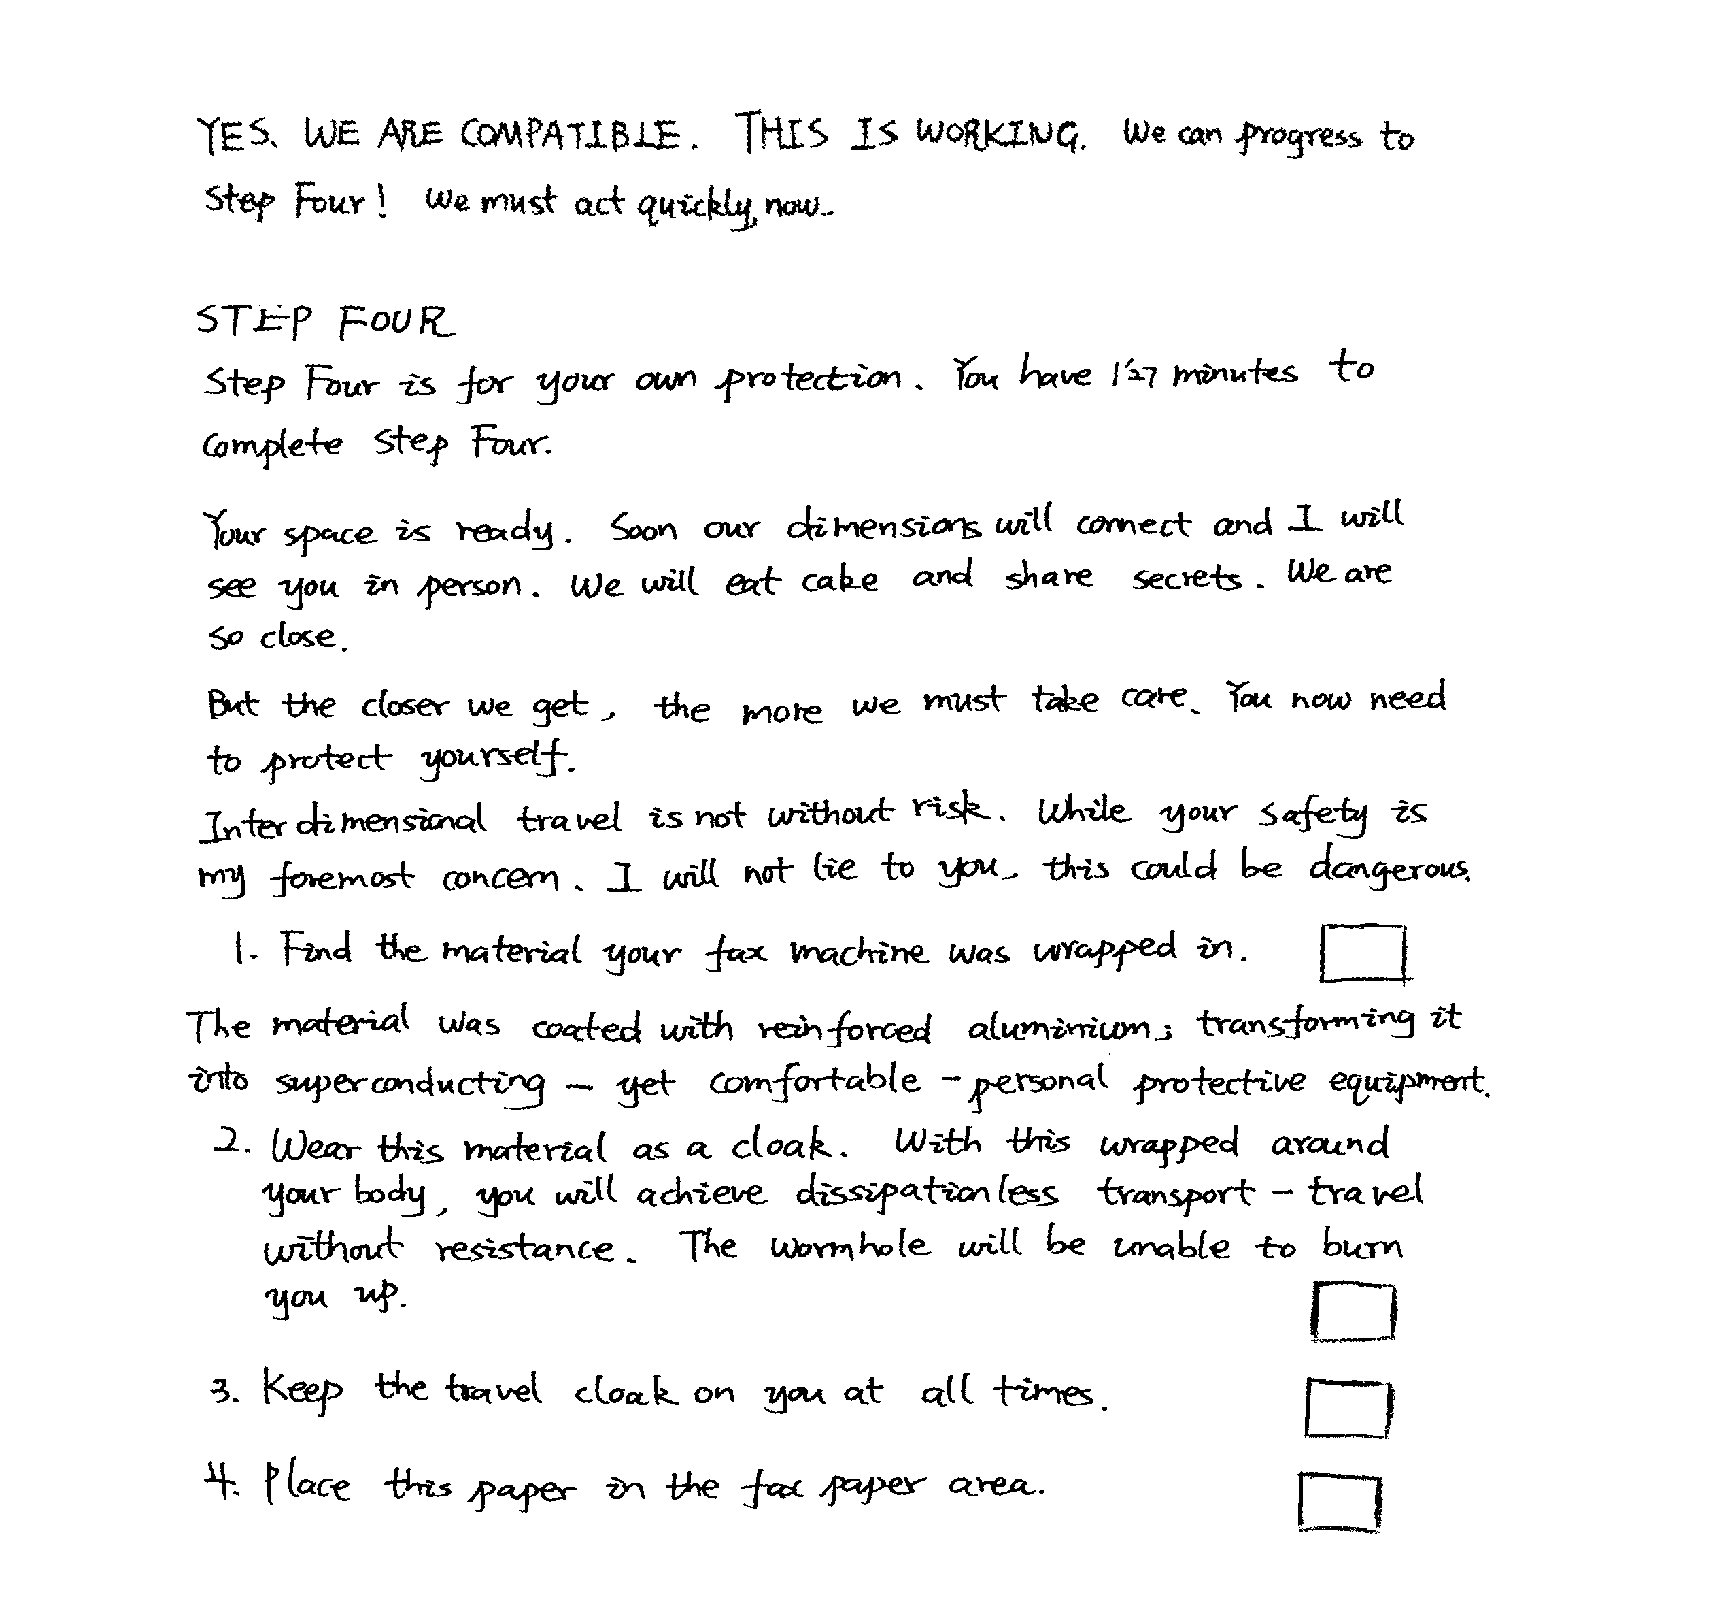 YES. WE ARE COMPATIBLE. THIS IS WORKING. We can progress to
Step Four! We must act quickly, now.
STEP FOUR
Step Four is for your own protection. You have 1'27 minutes to
complete Step Four.
Your space is ready. Soon our dimensions will connect and I will
see you in person. We will eat cake and share secrets. We are
so close.
But the closer we get, the more we must take care. You now need
to protect yourself.
Interdimensional travel is not without risk. While your safety is
my foremost concern. I will not lie to you, this could be dangerous.
1. Find the material your fax machine was wrapped in.
The material was coated with reinforced aluminium; transforming it
into superconducting - yet comfortable - personal protective equipment.
2. Wear this material as a cloak. With this wrapped around
your body, you will achieve dissipationless transport - travel
without resistance. The wormhole will be unable to burn
you up.
3. Keep the travel cloak on you at all times.
4. Place this paper in the fax paper area.